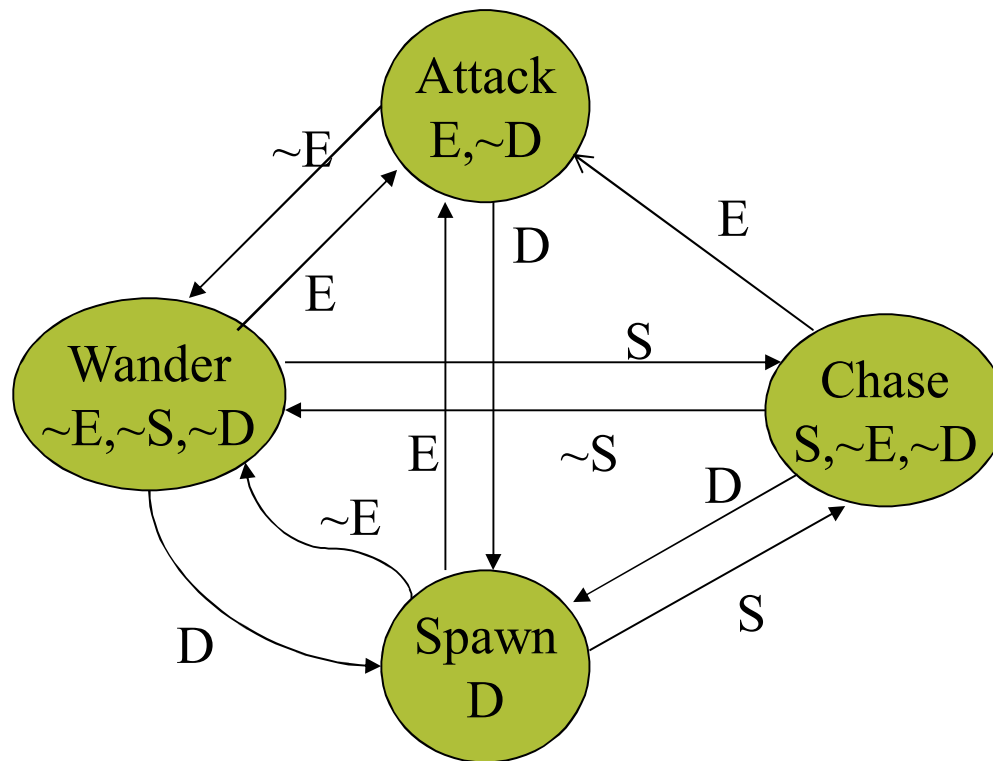 Attack
E,~D
~E
E
D
E
S
Wander
~E,~S,~D
Chase
S,~E,~D
E
~S
D
~E
D
S
Spawn
D